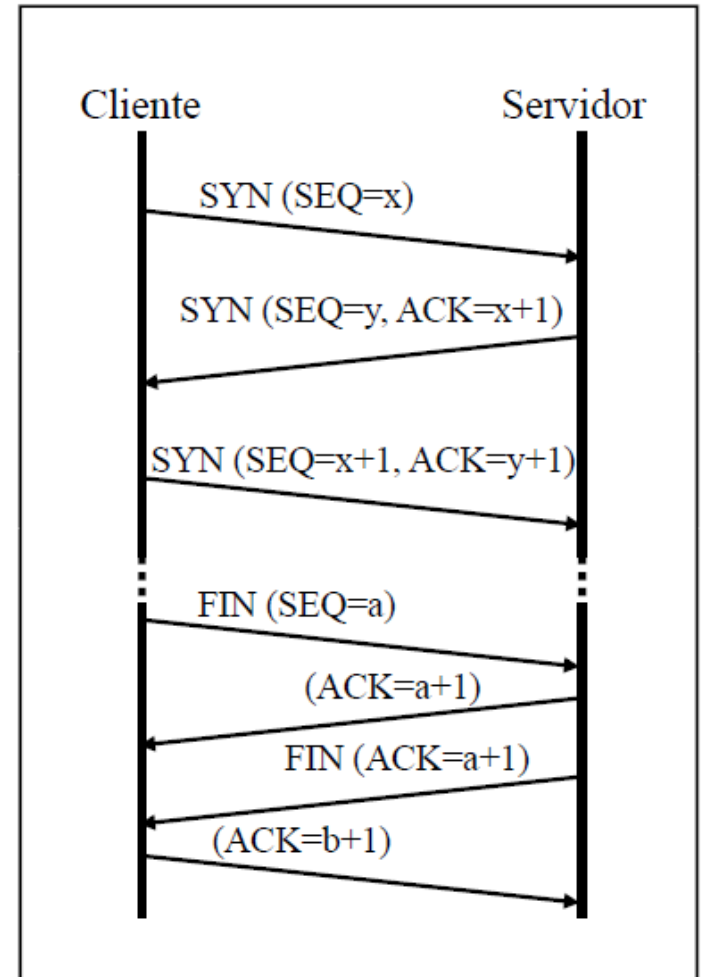 Cliente Servidor
SYN (SEQ=x)
SYN (SEQ=y, ACK=x+1)
SYN (SEQ=x+1, ACK=y+1)
FIN (SEQ=a)
(ACK=a+1)
FIN (ACK=a+1)
(ACK=b+1)